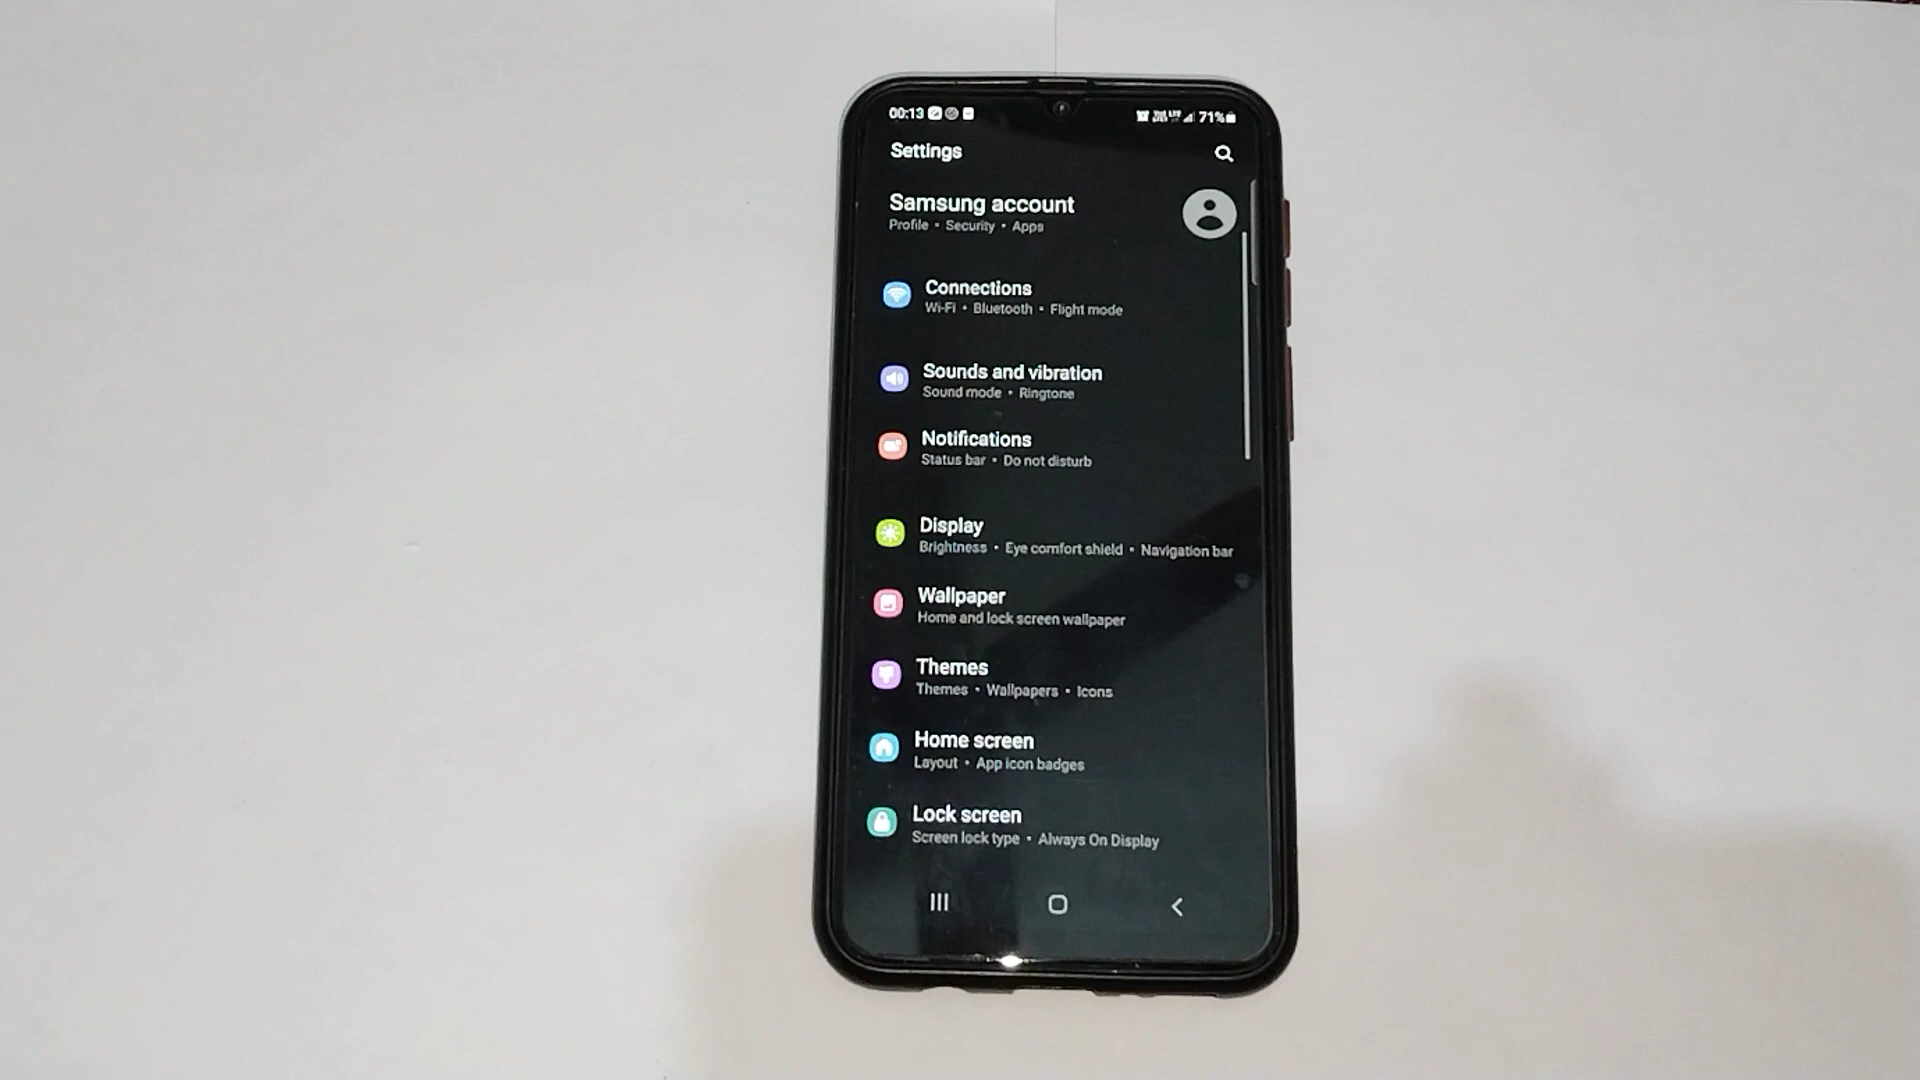 00:13 71%
Settings
Samsung account
Profile • Security • Apps
Connections
Wi-Fi • Bluetooth • Flight mode
Sounds and vibration
Sound mode • Ringtone
Notifications
Status bar • Do not disturb
Display
Brightness • Eye comfort shield • Navigation bar
Wallpaper
Home and lock screen wallpaper
Themes
Themes • Wallpapers • Icons
Home screen
Layout • App icon badges
Lock screen
Screen lock type • Always On Display